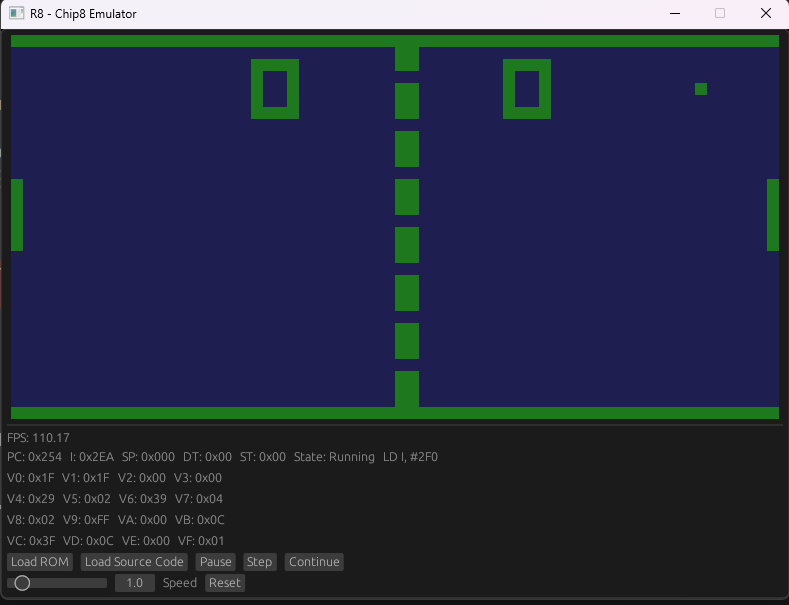 R8 - Chip8 Emulator
0 0
FPS: 110.17
PC: 0x254 I: 0x2EA SP: 0x000 DT: 0x00 ST: 0x00 State: Running LD I, #2F0
V0: 0x1F V1: 0x1F V2: 0x00 V3: 0x00
V4: 0x29 V5: 0x02 V6: 0x39 V7: 0x04
V8: 0x02 V9: 0xFF VA: 0x00 VB: 0x0C
VC: 0x3F VD: 0x0C VE: 0x00 VF: 0x01
Load ROM Load Source Code Pause Step Continue
1.0 Speed Reset